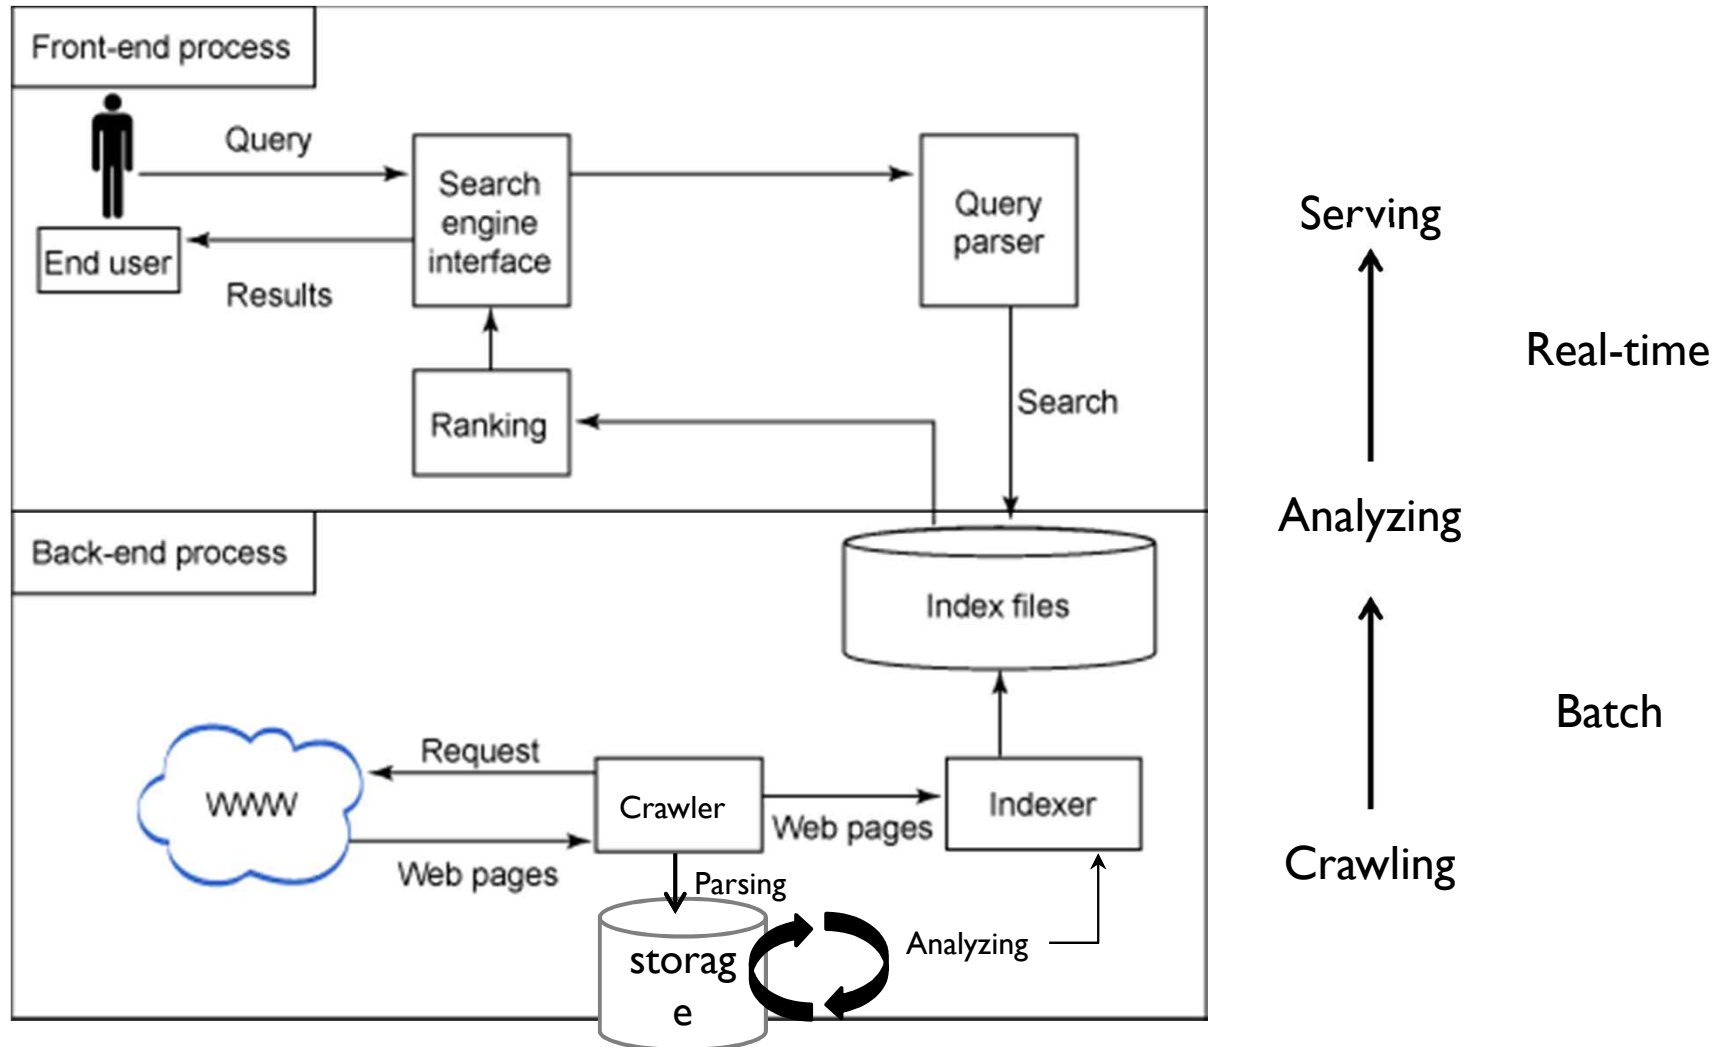 Front-end process
Query
Search
engine
interface
Query
parser
End user
Results
Ranking
Search
Serving
Real-time
Analyzing
Back-end process
Index files
Batch
WWW
Request
Web pages
Crawler
Web pages
Indexer
Crawling
Parsing
storag
e
Analyzing